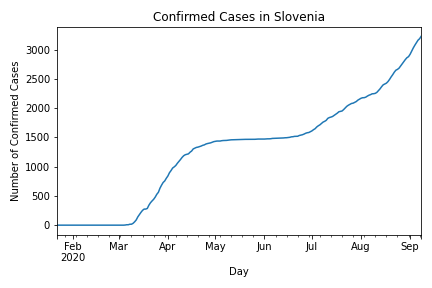 Confirmed Cases in Slovenia
Number of Confirmed Cases
3000
2500
2000
1500
1000
500
0
Feb Mar Apr May Jun Jul Aug Sep
2020
Day